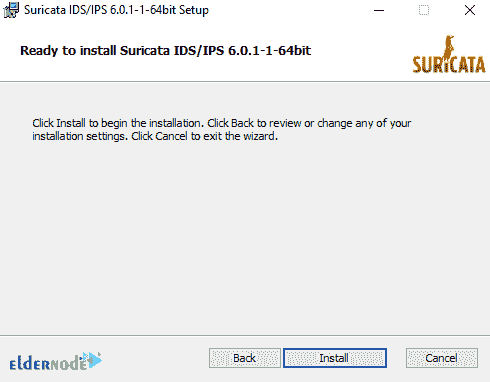 Suricata IDS/IPS 6.0.1-1-64bit Setup
Ready to install Suricata IDS/IPS 6.0.1-1-64bit
SURICATA
Click Install to begin the installation. Click Back to review or change any of your
installation settings. Click Cancel to exit the wizard.
elderNode
Back
Install
Cancel